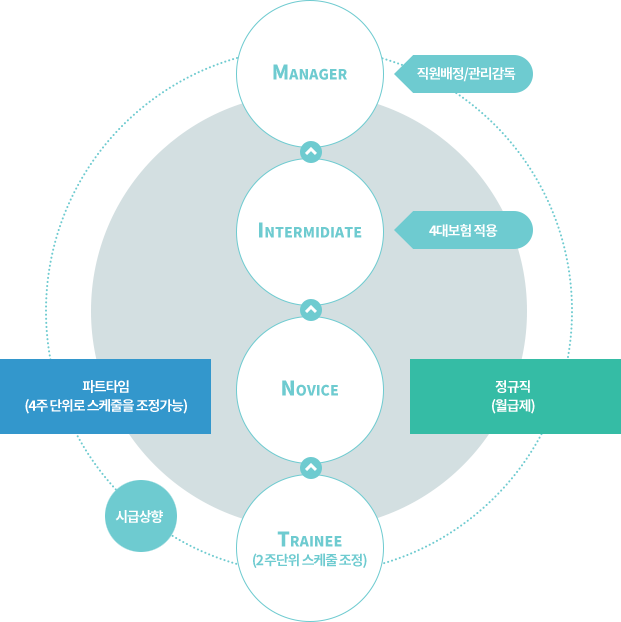 MANAGER
직원배정/관리감독
INTERMIDIATE
4대보험 적용
파트타임
(4주 단위로 스케줄을 조정가능)
NOVICE
정규직
(월급제)
시급상향
TRAINEE
(2주단위 스케줄 조정)